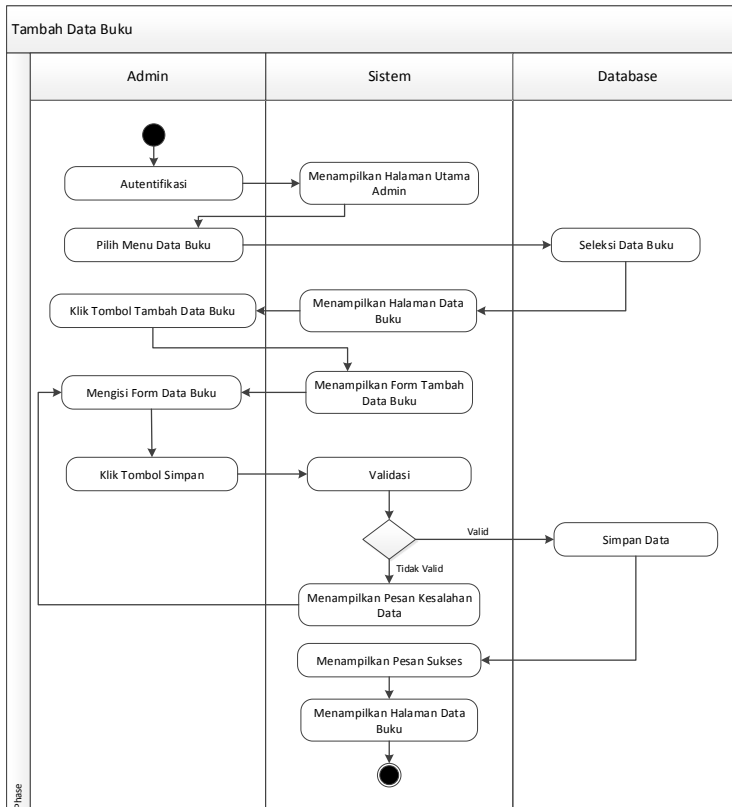 Tambah Data Buku
Admin
Sistem
Database
Autentifikasi
Menampilkan Halaman Utama
Admin
Pilih Menu Data Buku
Seleksi Data Buku
Klik Tombol Tambah Data Buku
Menampilkan Halaman Data
Buku
Mengisi Form Data Buku
Menampilkan Form Tambah
Data Buku
Klik Tombol Simpan
Validasi
Valid
Simpan Data
Tidak Valid
Menampilkan Pesan Kesalahan
Data
Menampilkan Pesan Sukses
Menampilkan Halaman Data
Buku
Phase